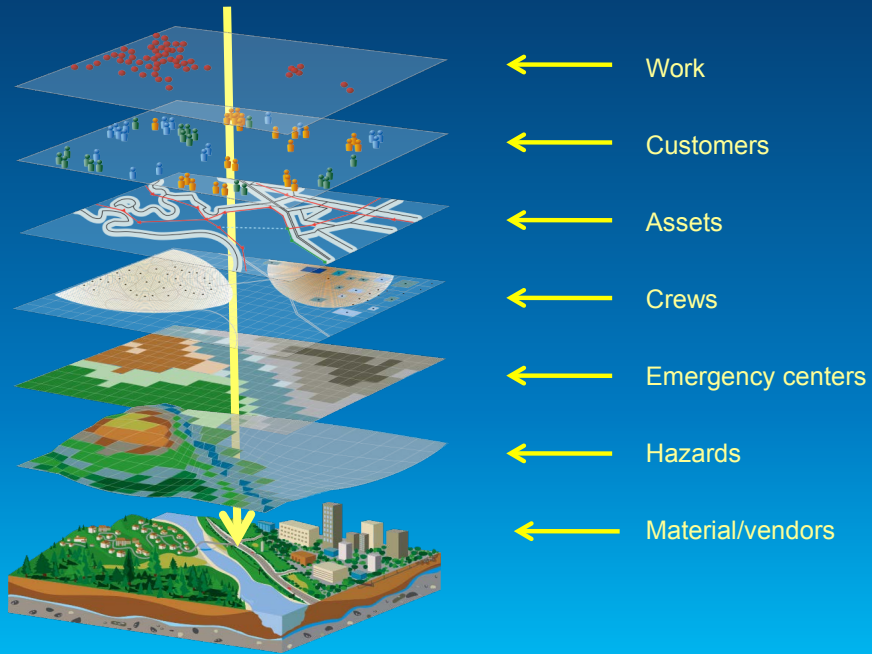 Work
Customers
Assets
Crews
Emergency centers
Hazards
Material/vendors